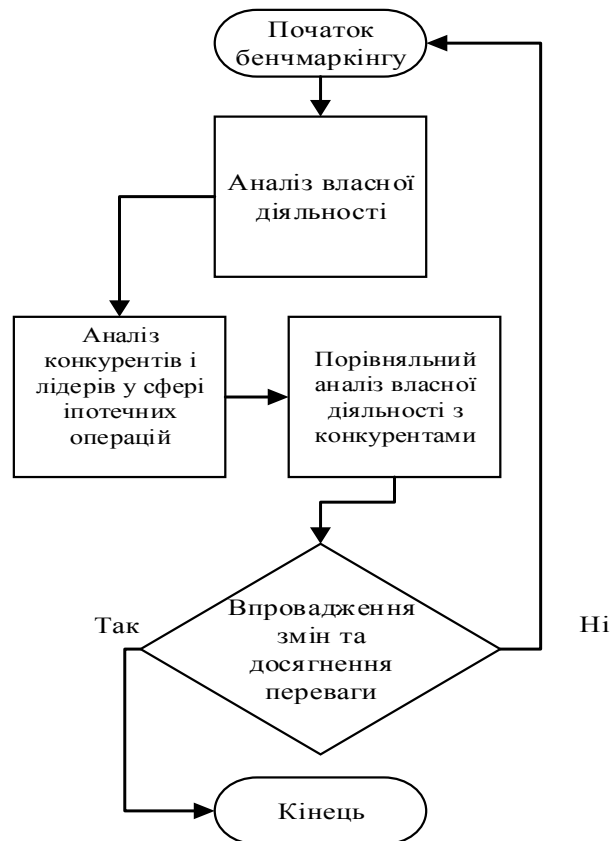 Початок
бенчмаркінгу
Аналіз власної
діяльності
Аналіз
конкурентів і
лідерів у сфері
іпотечних
операцій
Порівняльний
аналіз власної
діяльності з
конкурентами
Впровадження
змін та
досягнення
переваги
Так
Ні
Кінець